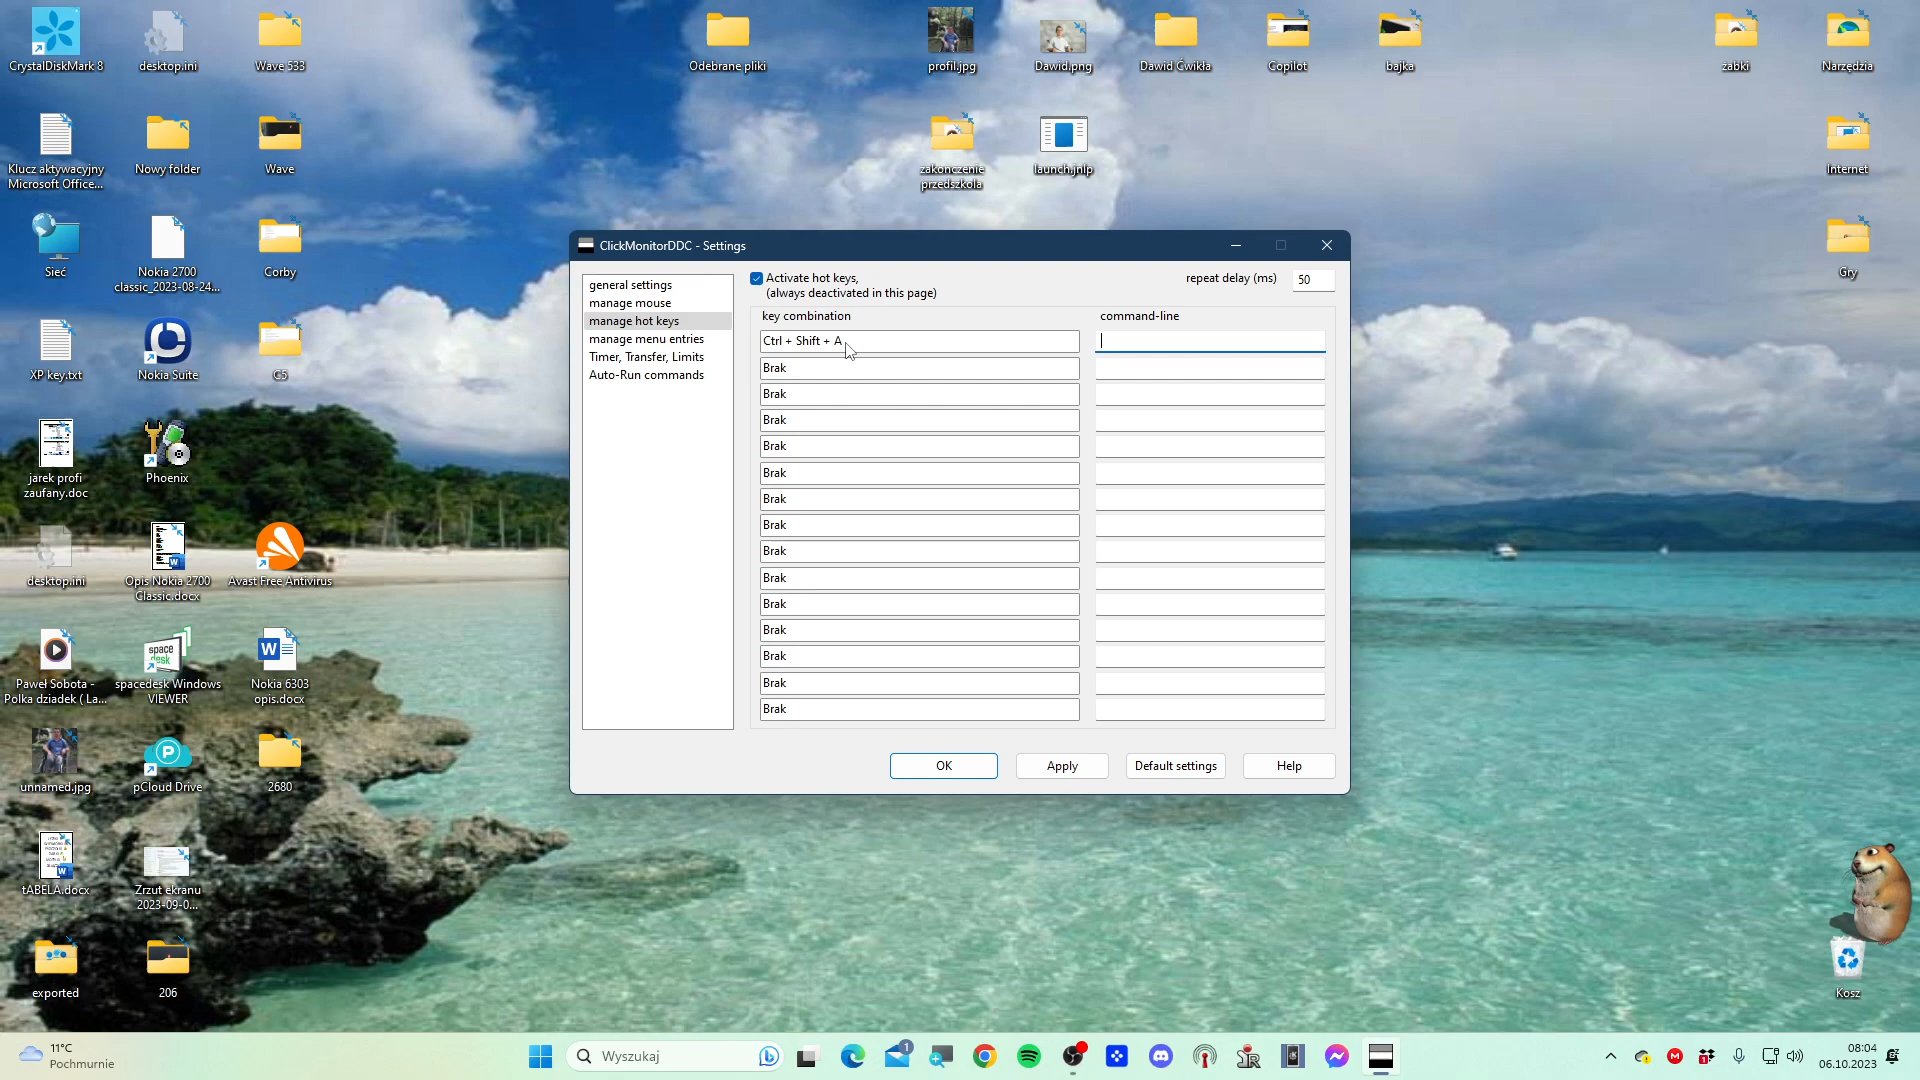 CrystalDiskMark 8
desktop.ini
Wave 533
Odebrane pliki
profil.jpg
Dawid.png
Dawid Ćwikła
Copilot
bajka
żabki
Narzędzia
Klucz aktywacyjny
Microsoft Office...
Nowy folder
Wave
zakonczenie
przedszkola
launch.jnlp
Internet
Sieć
Nokia 2700
classic_2023-08-24...
Corby
Gry
XP key.txt
Nokia Suite
C5
jarek profi
zaufany.doc
Phoenix
desktop.ini
Opis Nokia 2700
Classic.docx
Avast Free Antivirus
Paweł Sobota -
Polka dziadek ( La...
space
desk
spacedesk Windows
VIEWER
Nokia 6303
opis.docx
unnamed.jpg
pCloud Drive
2680
tABELA.docx
Zrzut ekranu
2023-09-0...
exported
206
Kosz
ClickMonitorDDC - Settings
general settings
manage mouse
manage hot keys
manage menu entries
Timer, Transfer, Limits
Auto-Run commands
Activate hot keys,
(always deactivated in this page)
repeat delay (ms)
50
key combination
command-line
Ctrl + Shift + A
Brak
Brak
Brak
Brak
Brak
Brak
Brak
Brak
Brak
Brak
Brak
Brak
Brak
Brak
OK
Apply
Default settings
Help
11°C
Pochmurnie
Wyszukaj
1
1
08:04
06.10.2023